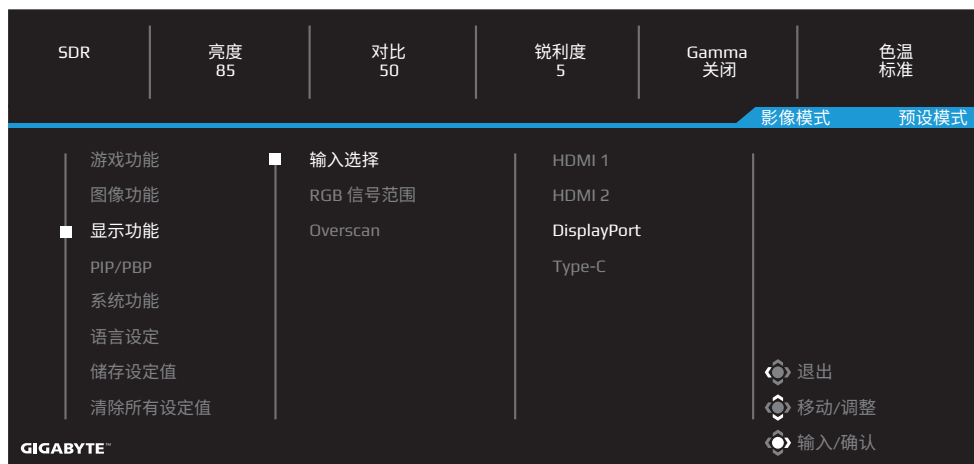 SDR
亮度
85
对比
50
锐利度
5
Gamma
关闭
色温
标准
影像模式
预设模式
游戏功能
图像功能
显示功能
PIP/PBP
系统功能
语言设定
储存设定值
清除所有设定值
输入选择
RGB 信号范围
Overscan
HDMI 1
HDMI 2
DisplayPort
Type-C
退出
移动/调整
输入/确认
GIGABYTE™